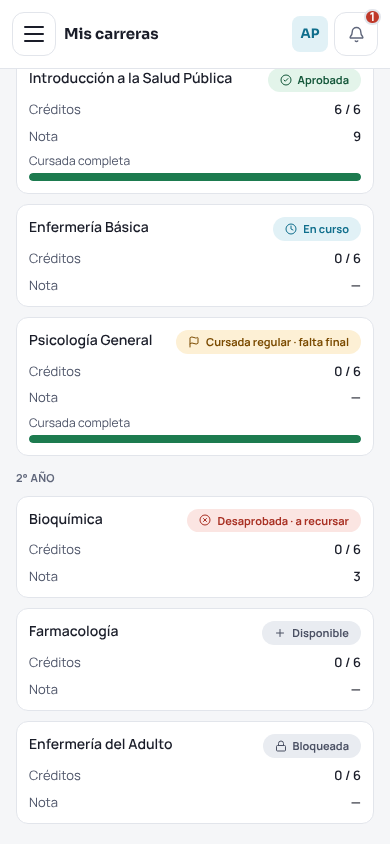 Mis carreras
AP
1
Introducción a la Salud Pública
Aprobada
Créditos
6 / 6
Nota
9
Cursada completa
Enfermería Básica
En curso
Créditos
0 / 6
Nota
—
Psicología General
Cursada regular · falta final
Créditos
0 / 6
Nota
—
Cursada completa
2° AÑO
Bioquímica
Desaprobada · a recursar
Créditos
0 / 6
Nota
3
Farmacología
Disponible
Créditos
0 / 6
Nota
—
Enfermería del Adulto
Bloqueada
Créditos
0 / 6
Nota
—